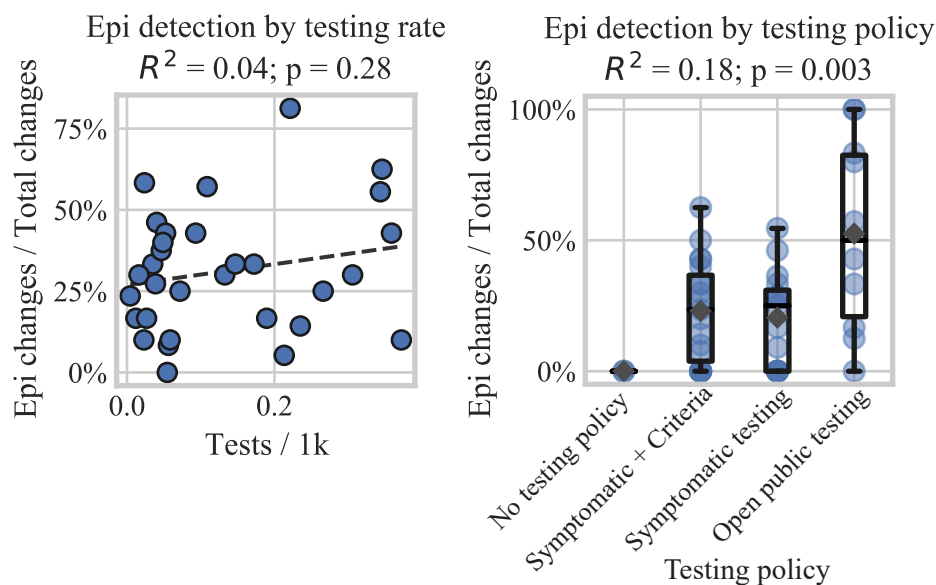 Epi detection by testing rate
R² = 0.04; p = 0.28
Epi changes / Total changes
75%
50%
25%
0%
0.0
0.2
Tests / 1k
Epi detection by testing policy
R² = 0.18; p = 0.003
Epi changes / Total changes
100%
50%
0%
No testing policy
Symptomatic + Criteria
Symptomatic testing
Open public testing
Testing policy